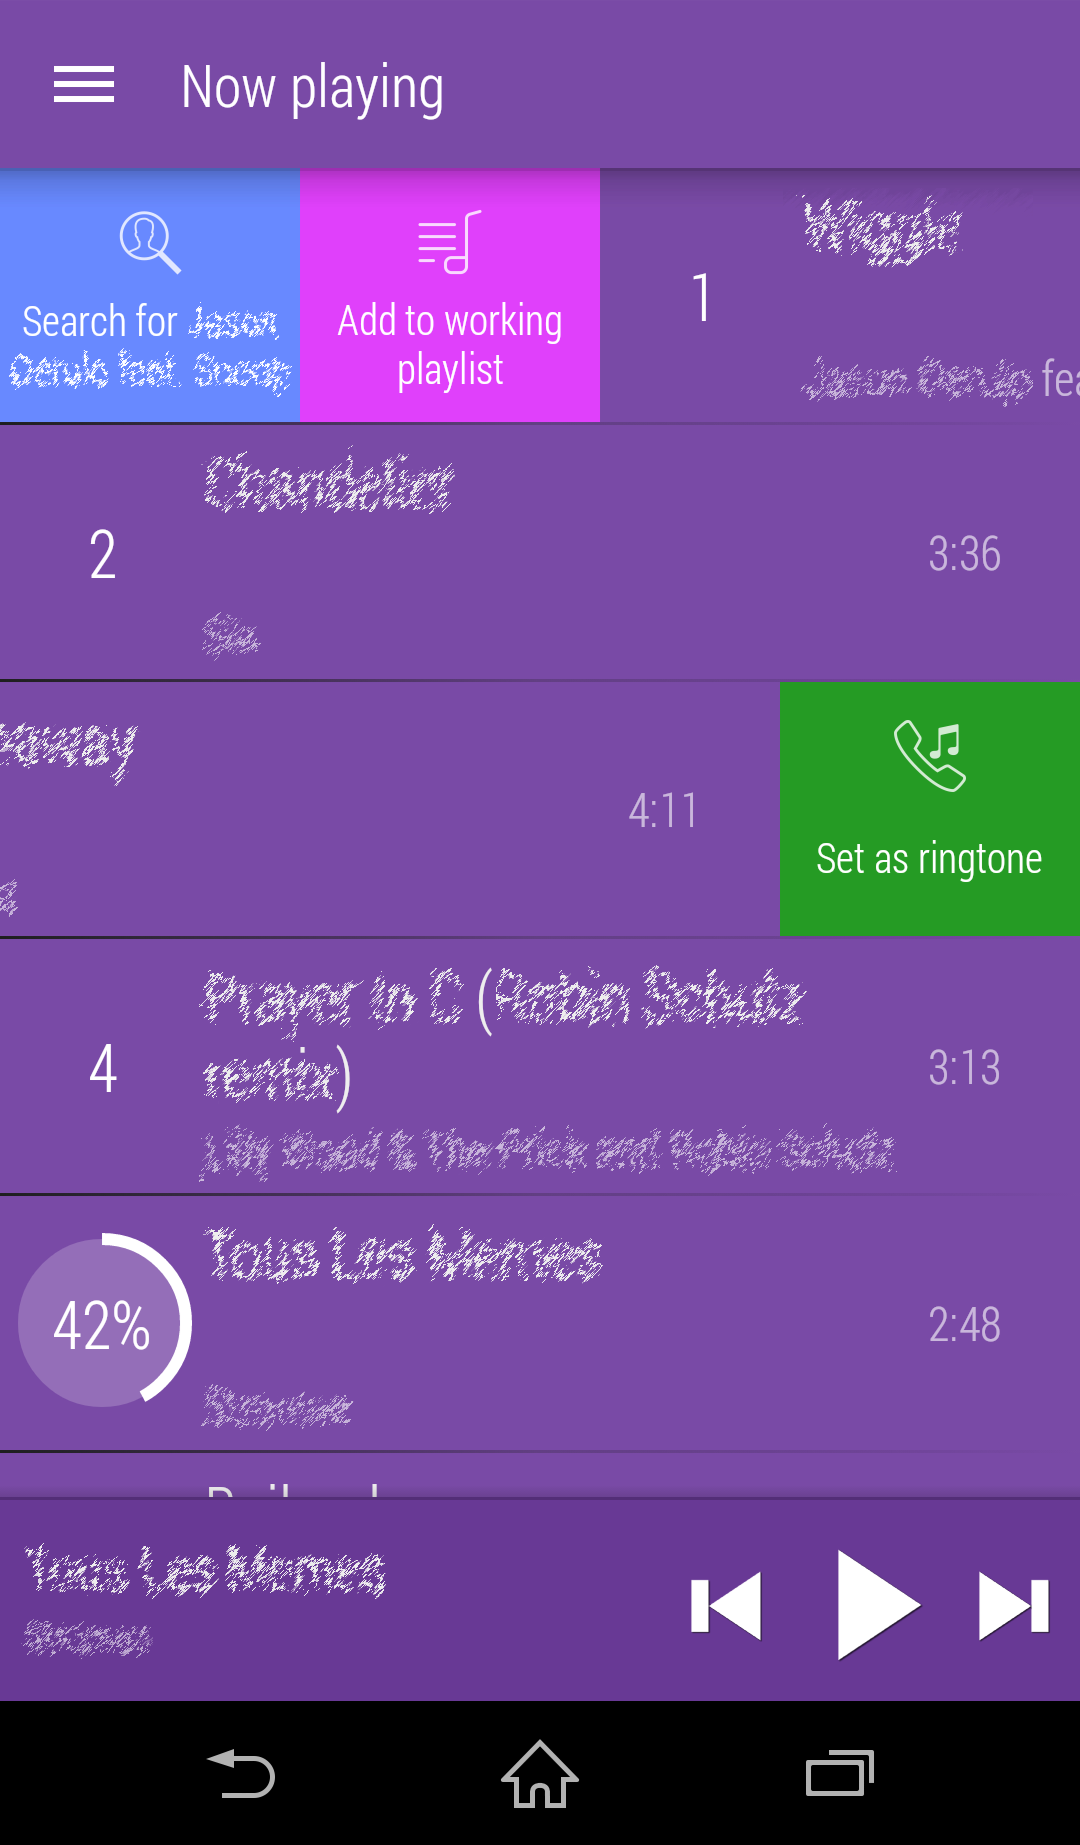 Now playing
Search for Jason
Derulo feat. Snoop
Add to working
playlist
1
Wiggle
Jason Derulo fea
2
Chandelier
3:36
Sia
eaway
4:11
Set as ringtone
4
Prayer In C (Robin Schulz
remix)
3:13
Lilly Wood & The Prick and Robin Schulz
42%
Tous Les Memes
2:48
Stromae
Tous Les Memes
Stromae